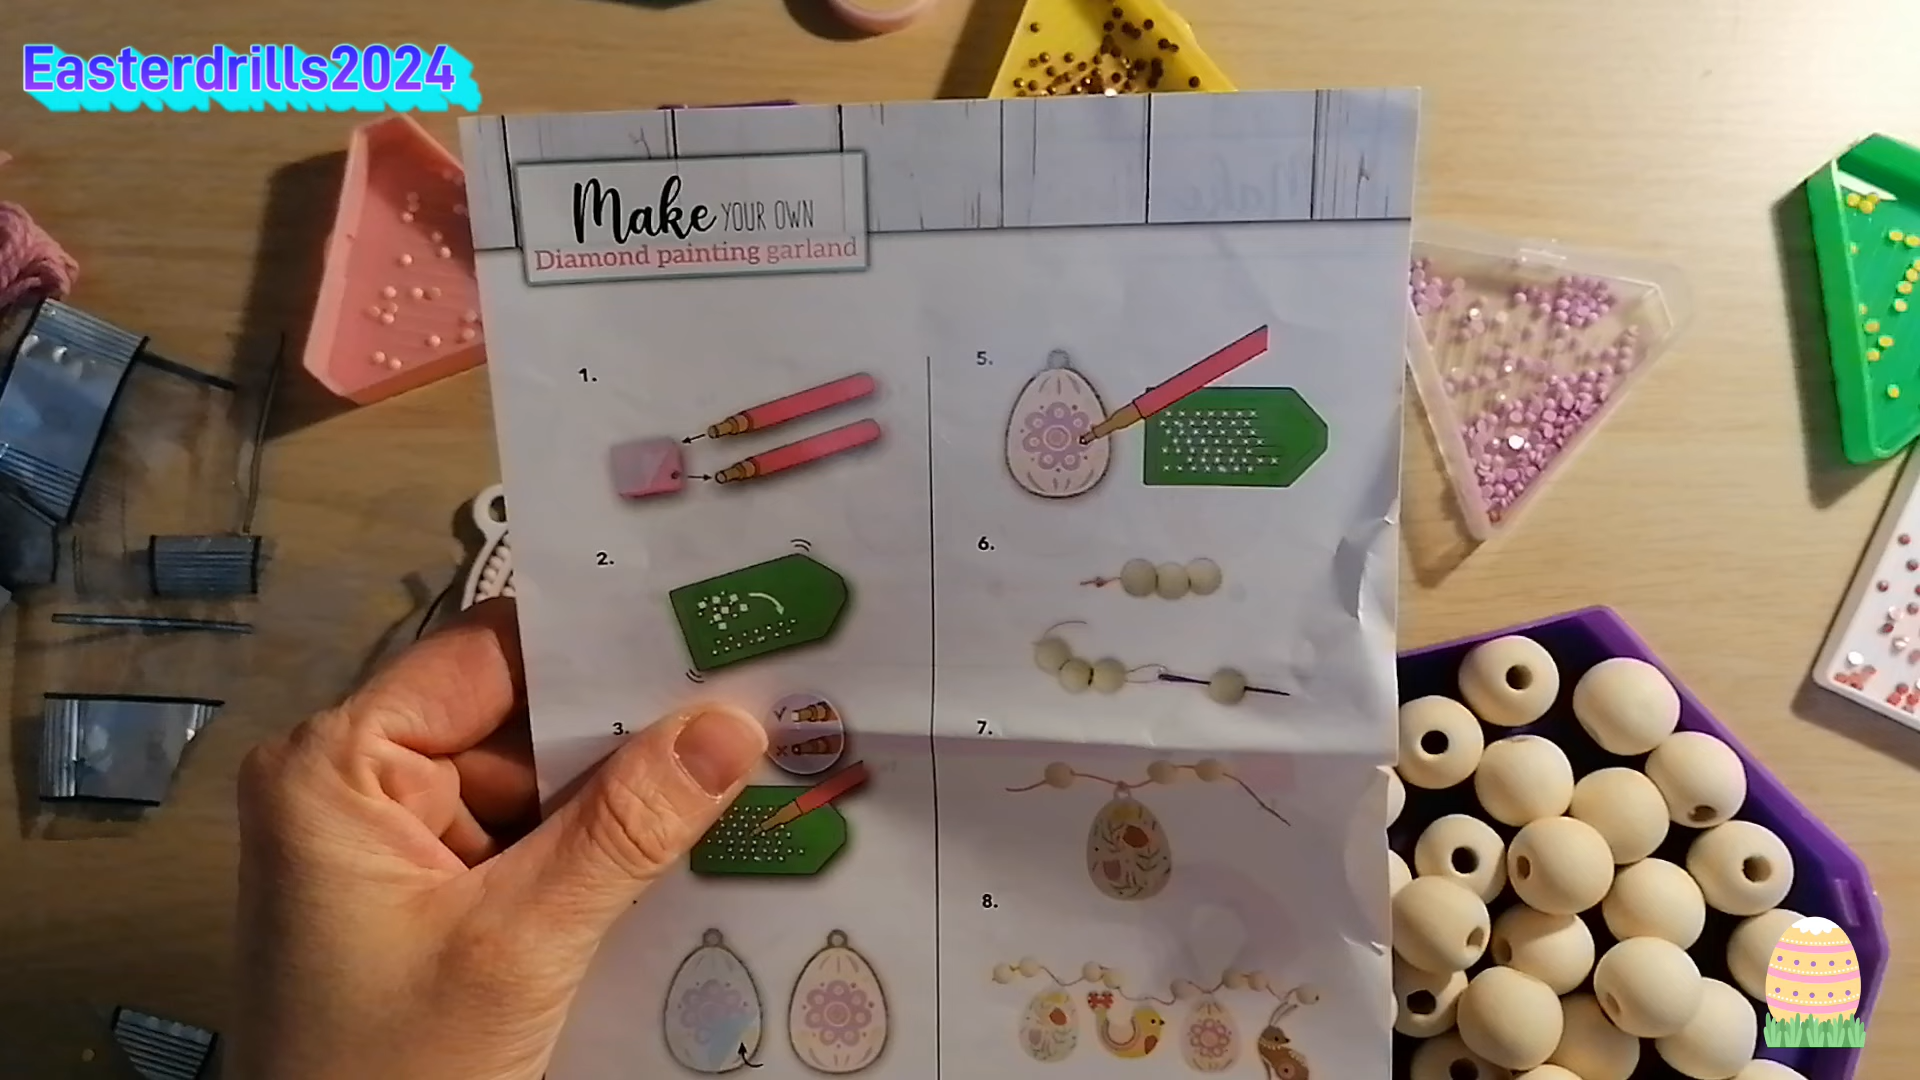 Easterdrills2024
Make YOUR OWN
Diamond painting garland
1.
2.
3.
5.
6.
7.
8.